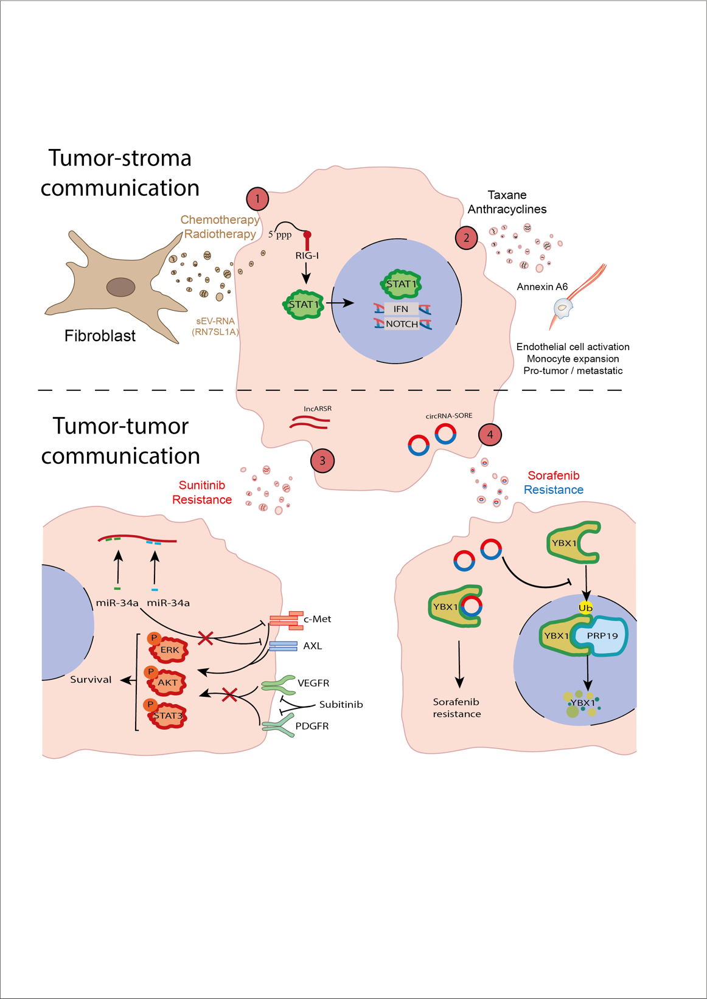 Tumor-stroma
communication
1
Chemotherapy
Radiotherapy
5'ppp
RIG-I
STAT1
STAT1
IFN
NOTCH
sEV-RNA
(RN7SL1A)
Fibroblast
Taxane
Anthracyclines
2
Annexin A6
Endothelial cell activation
Monocyte expansion
Pro-tumor / metastatic
Tumor-tumor
communication
lncARSR
circRNA-SORE
3
4
Sunitinib
Resistance
Sorafenib
Resistance
miR-34a
miR-34a
c-Met
AXL
P
ERK
P
AKT
P
STAT3
Survival
VEGFR
Subitinib
PDGFR
YBX1
YBX1
Ub
YBX1
PRP19
YBX1
Sorafenib
resistance